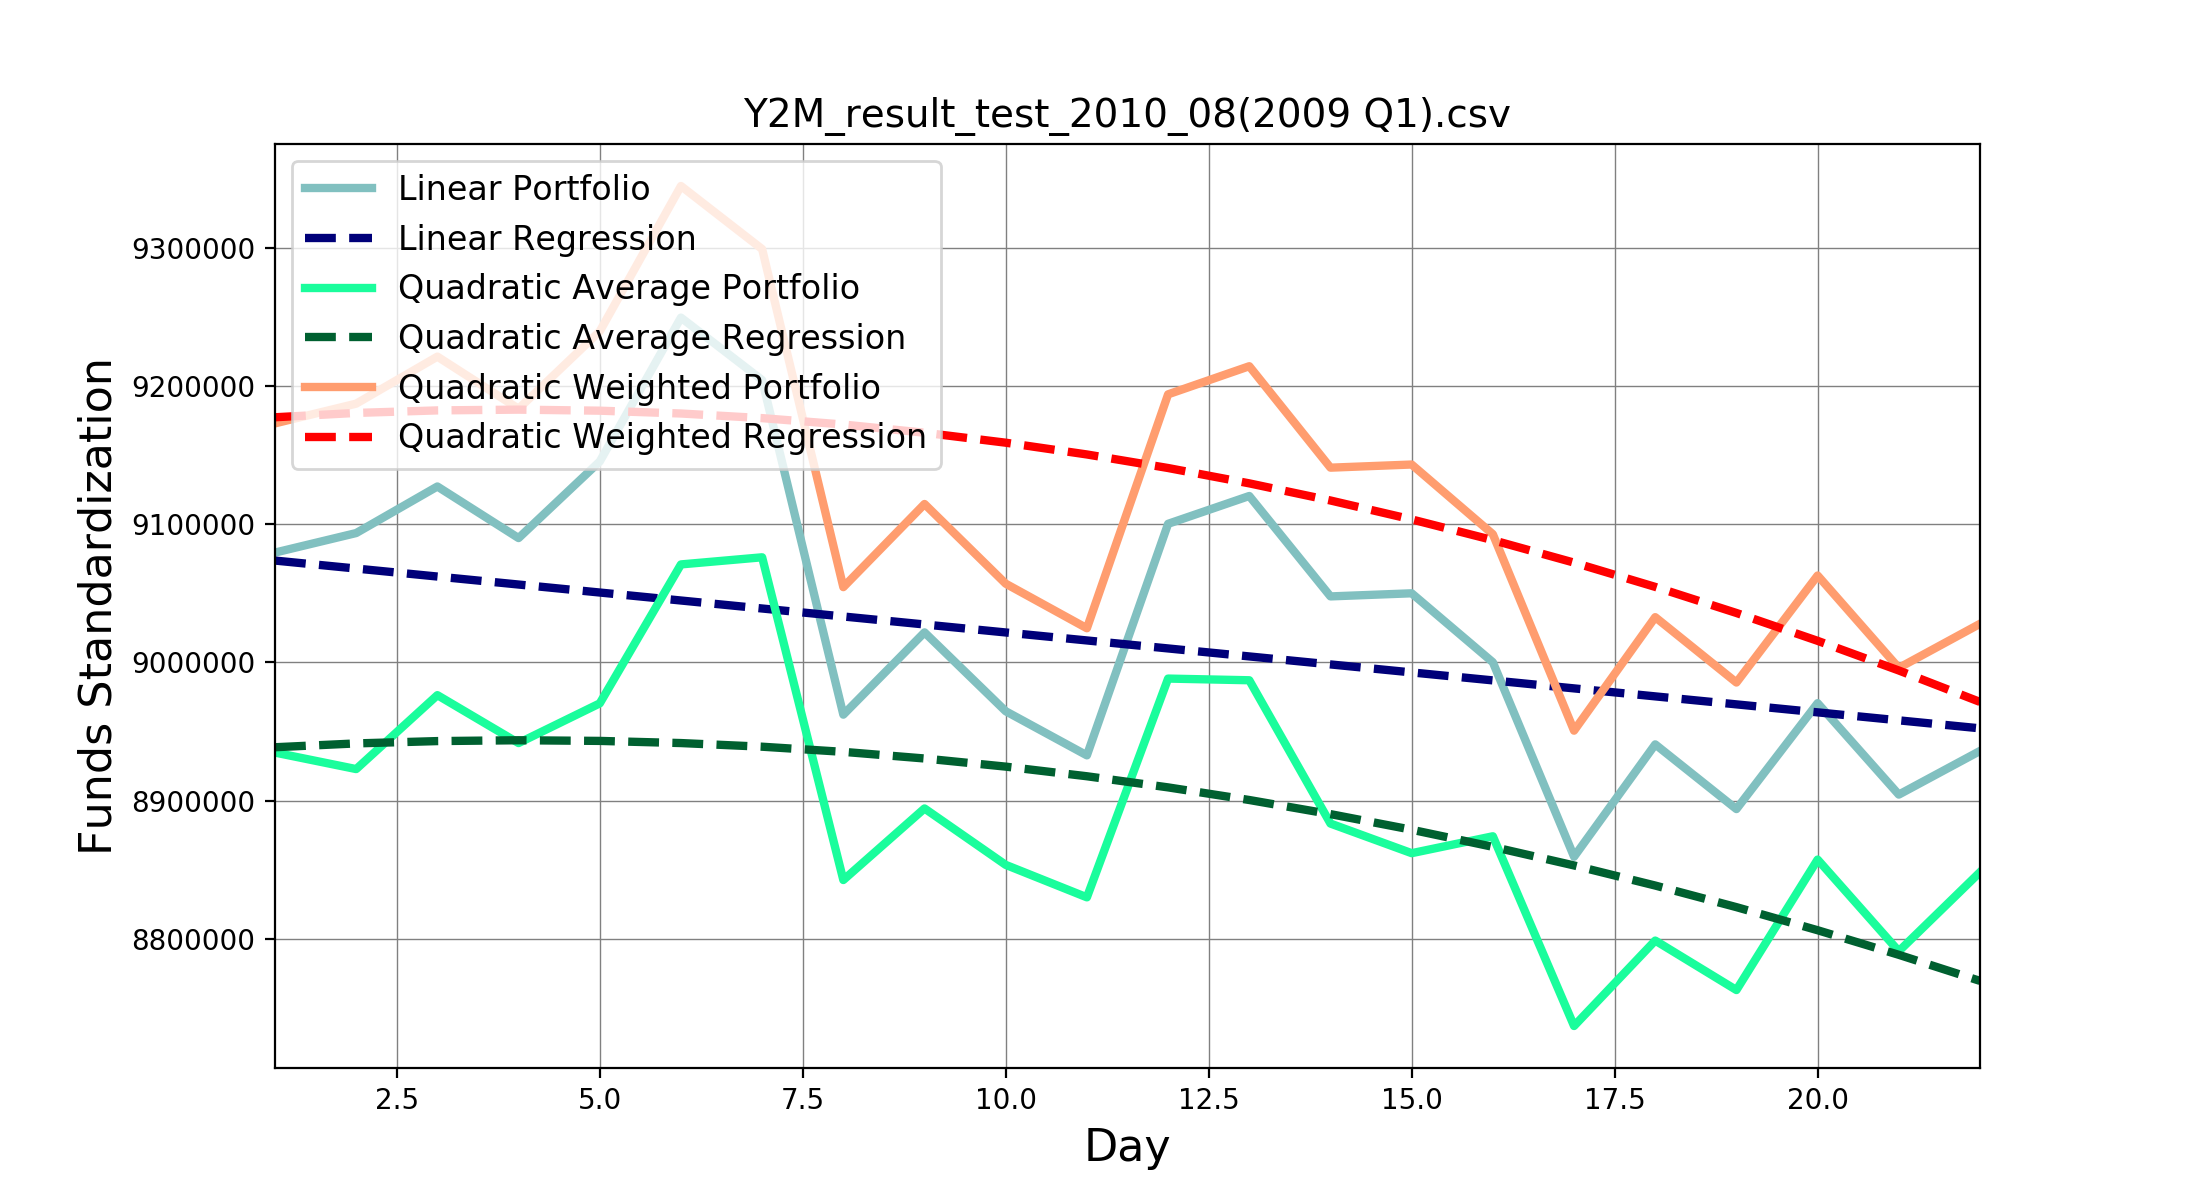 Y2M_result_test_2010_08(2009 Q1).csv
Linear Portfolio
Linear Regression
Quadratic Average Portfolio
Quadratic Average Regression
Quadratic Weighted Portfolio
Quadratic Weighted Regression
Funds Standardization
9300000
9200000
9100000
9000000
8900000
8800000
2.5 5.0 7.5 10.0 12.5 15.0 17.5 20.0
Day